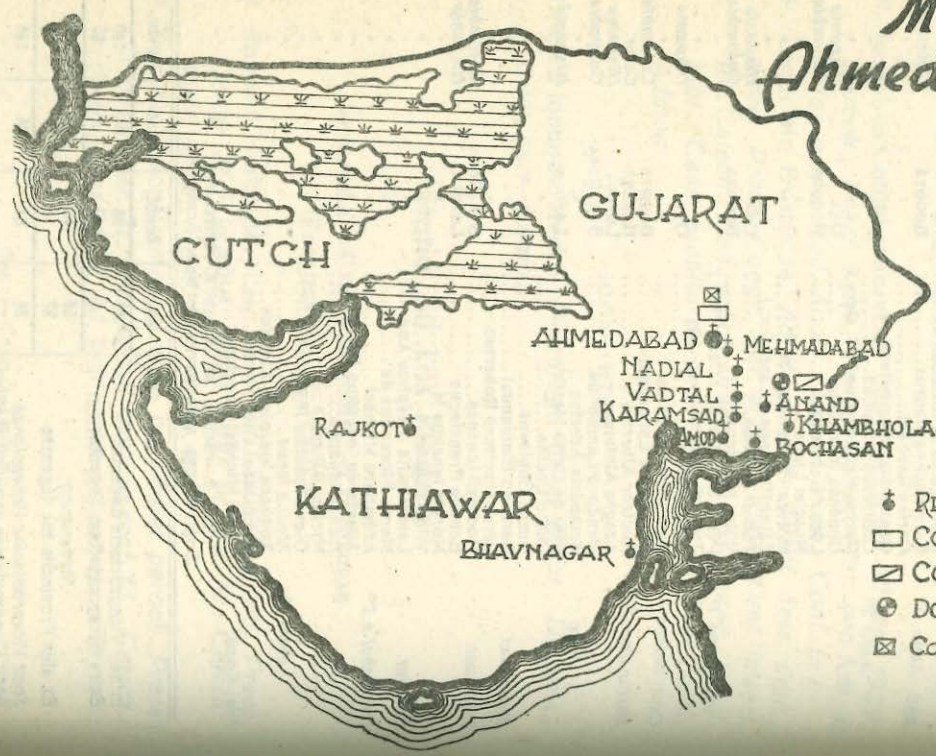 M
Ahmed
GUJARAT
CUTCH
AHMEDABAD
MEHMADABAD
NADIAL
VADTAL
ANAND
KARAMSAD
KHAMBHOLA
AMOD
BOCHASAN
RAJKOT
KATHIAWAR
BHAVNAGAR
Co
Co
Do
Co